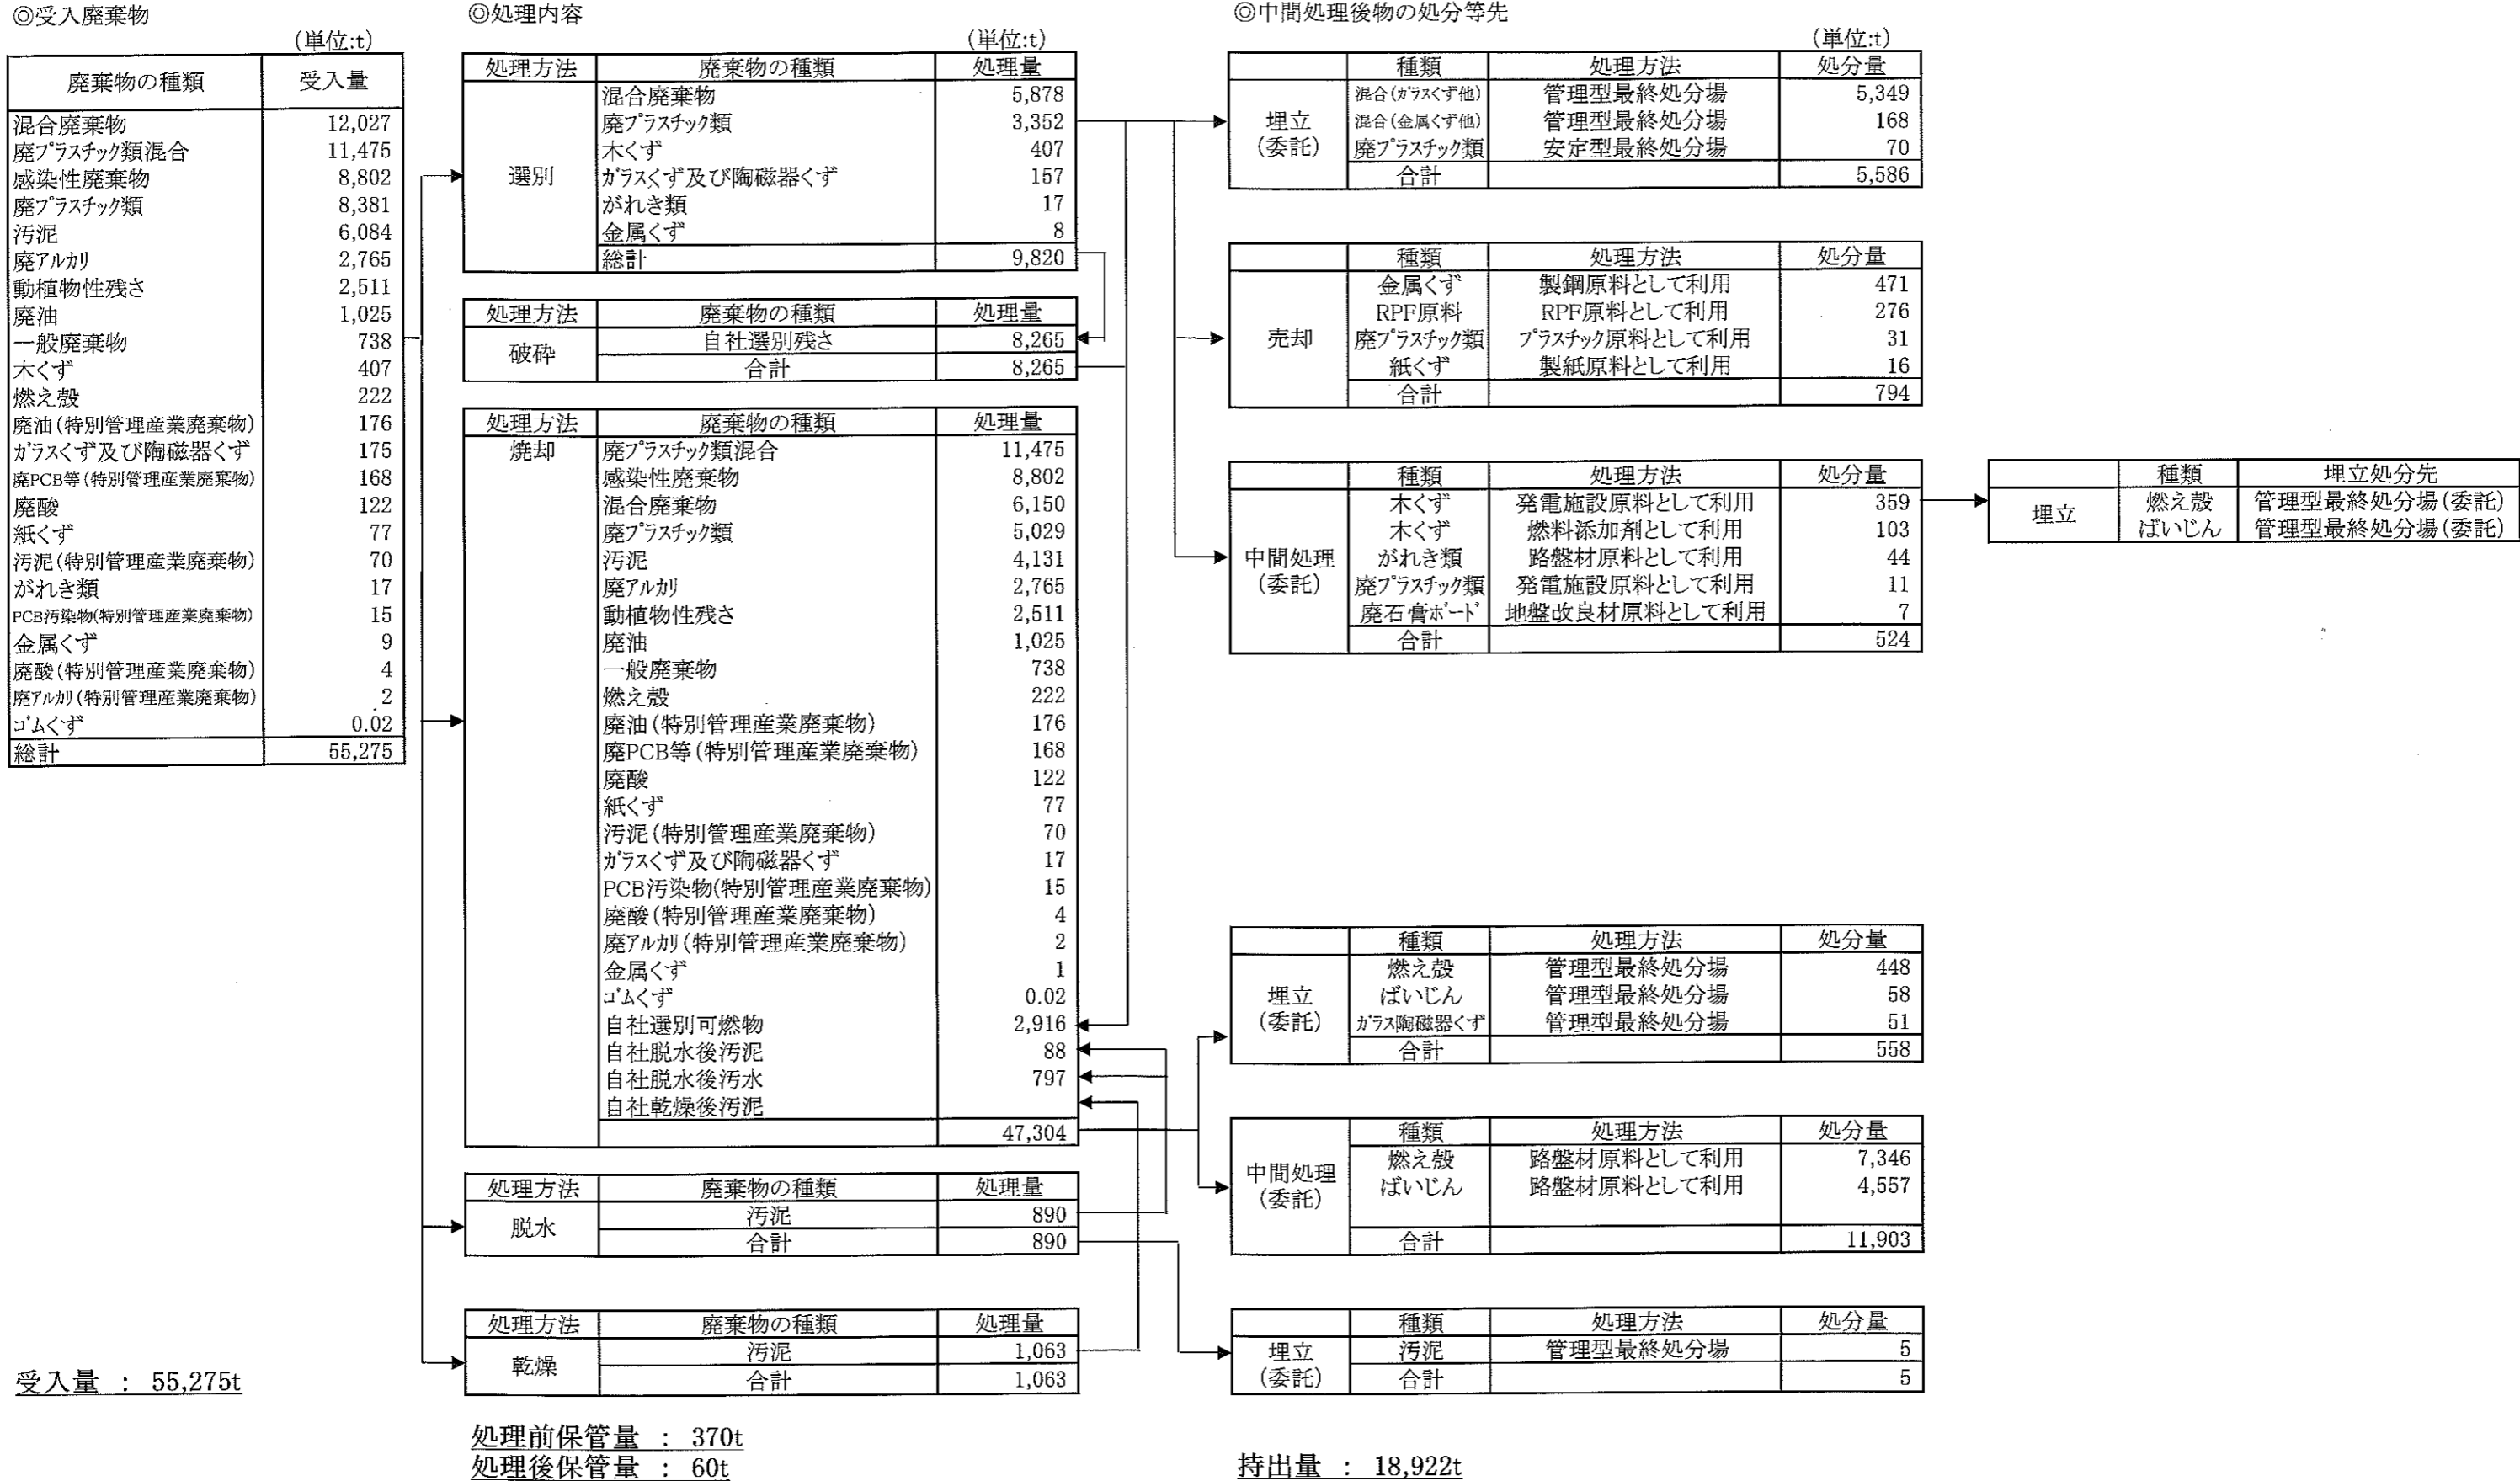 ◎受入廃棄物
(単位:t)
廃棄物の種類 受入量
混合廃棄物 12,027
廃プラスチック類混合 11,475
感染性廃棄物 8,802
廃プラスチック類 8,381
汚泥 6,084
廃アルカリ 2,765
動植物性残さ 2,511
廃油 1,025
一般廃棄物 738
木くず 407
燃え殻 222
廃油(特別管理産業廃棄物) 176
ガラスくず及び陶磁器くず 175
廃PCB等(特別管理産業廃棄物) 168
廃酸 122
紙くず 77
汚泥(特別管理産業廃棄物) 70
がれき類 17
PCB汚染物(特別管理産業廃棄物) 15
金属くず 9
廃酸(特別管理産業廃棄物) 4
廃アルカリ(特別管理産業廃棄物) 2
ゴムくず 0.02
総計 55,275
受入量 : 55,275t
◎処理内容
(単位:t)
処理方法 廃棄物の種類 処理量
選別
混合廃棄物 5,878
廃プラスチック類 3,352
木くず 407
ガラスくず及び陶磁器くず 157
がれき類 17
金属くず 8
総計 9,820
処理方法 廃棄物の種類 処理量
破砕
自社選別残さ 8,265
合計 8,265
処理方法 廃棄物の種類 処理量
焼却 廃プラスチック類混合 11,475
感染性廃棄物 8,802
混合廃棄物 6,150
廃プラスチック類 5,029
汚泥 4,131
廃アルカリ 2,765
動植物性残さ 2,511
廃油 1,025
一般廃棄物 738
燃え殻 222
廃油(特別管理産業廃棄物) 176
廃PCB等(特別管理産業廃棄物) 168
廃酸 122
紙くず 77
汚泥(特別管理産業廃棄物) 70
ガラスくず及び陶磁器くず 17
PCB汚染物(特別管理産業廃棄物) 15
廃酸(特別管理産業廃棄物) 4
廃アルカリ(特別管理産業廃棄物) 2
金属くず 1
ゴムくず 0.02
自社選別可燃物 2,916
自社脱水後汚泥 88
自社脱水後汚水 797
自社乾燥後汚泥
47,304
処理方法 廃棄物の種類 処理量
脱水
汚泥 890
合計 890
処理方法 廃棄物の種類 処理量
乾燥
汚泥 1,063
合計 1,063
処理前保管量 : 370t
処理後保管量 : 60t
◎中間処理後物の処分等先
(単位:t)
種類 処理方法 処分量
埋立
(委託)
混合(ガラスくず他) 管理型最終処分場 5,349
混合(金属くず他) 管理型最終処分場 168
廃プラスチック類 安定型最終処分場 70
合計 5,586
種類 処理方法 処分量
売却
金属くず 製鋼原料として利用 471
RPF原料 RPF原料として利用 276
廃プラスチック類 プラスチック原料として利用 31
紙くず 製紙原料として利用 16
合計 794
種類 処理方法 処分量
中間処理
(委託)
木くず 発電施設原料として利用 359
木くず 燃料添加剤として利用 103
がれき類 路盤材原料として利用 44
廃プラスチック類 発電施設原料として利用 11
廃石膏ボード 地盤改良材原料として利用 7
合計 524
種類 埋立処分先
埋立
燃え殻 管理型最終処分場(委託)
ばいじん 管理型最終処分場(委託)
種類 処理方法 処分量
埋立
(委託)
燃え殻 管理型最終処分場 448
ばいじん 管理型最終処分場 58
ガラス陶磁器くず 管理型最終処分場 51
合計 558
種類 処理方法 処分量
中間処理
(委託)
燃え殻 路盤材原料として利用 7,346
ばいじん 路盤材原料として利用 4,557
合計 11,903
種類 処理方法 処分量
埋立
(委託)
汚泥 管理型最終処分場 5
合計 5
持出量 : 18,922t